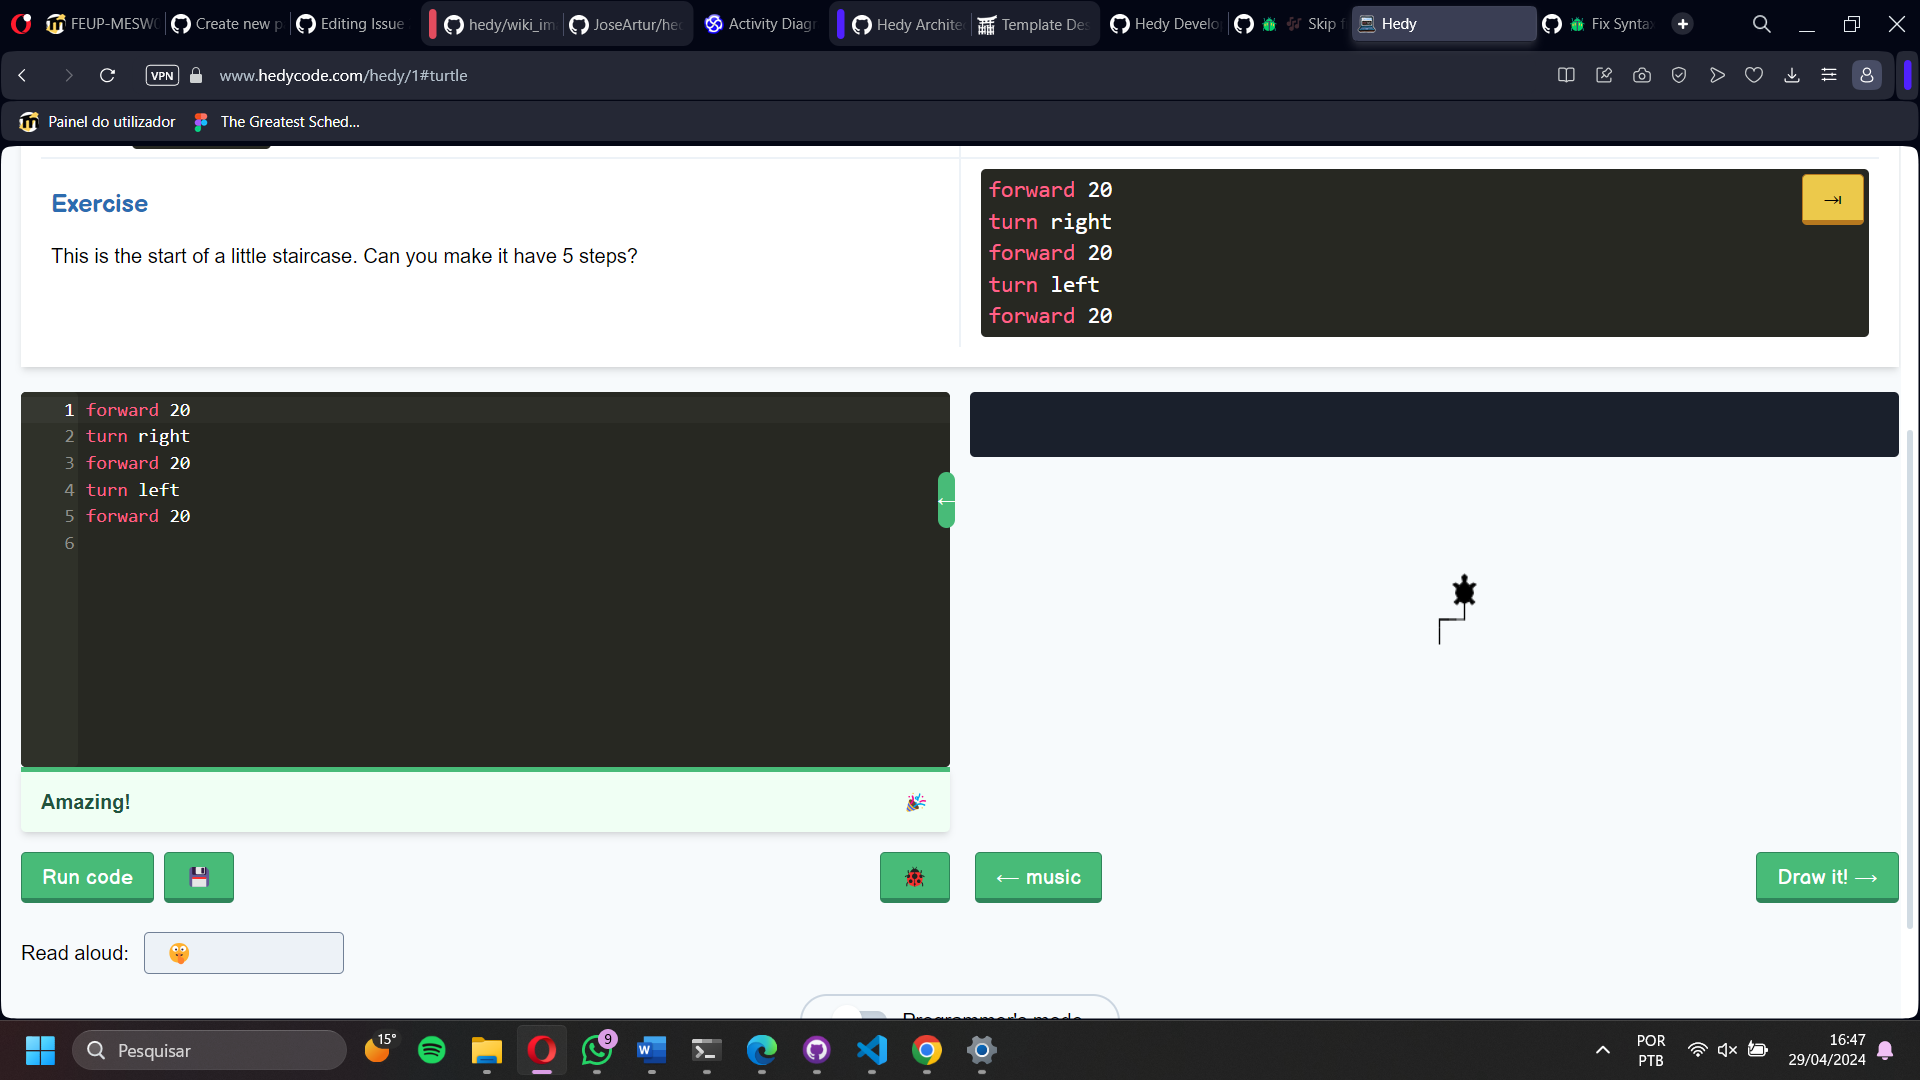 FEUP-MESW
Create new p
Editing Issue
hedy/wiki_im
JoseArtur/he
Activity Diagr
Hedy Archite
Template Des
Hedy Develo
Skip f
Hedy
Fix Synta
VPN
www.hedycode.com/hedy/1#turtle
Painel do utilizador
The Greatest Sched...
Exercise
This is the start of a little staircase. Can you make it have 5 steps?
forward 20
turn right
forward 20
turn left
forward 20
1 forward 20
2 turn right
3 forward 20
4 turn left
5 forward 20
6
Amazing!
Run code
← music
Draw it! →
Read aloud:
Programmer's mode
Pesquisar
15°
9
POR
PTB
16:47
29/04/2024